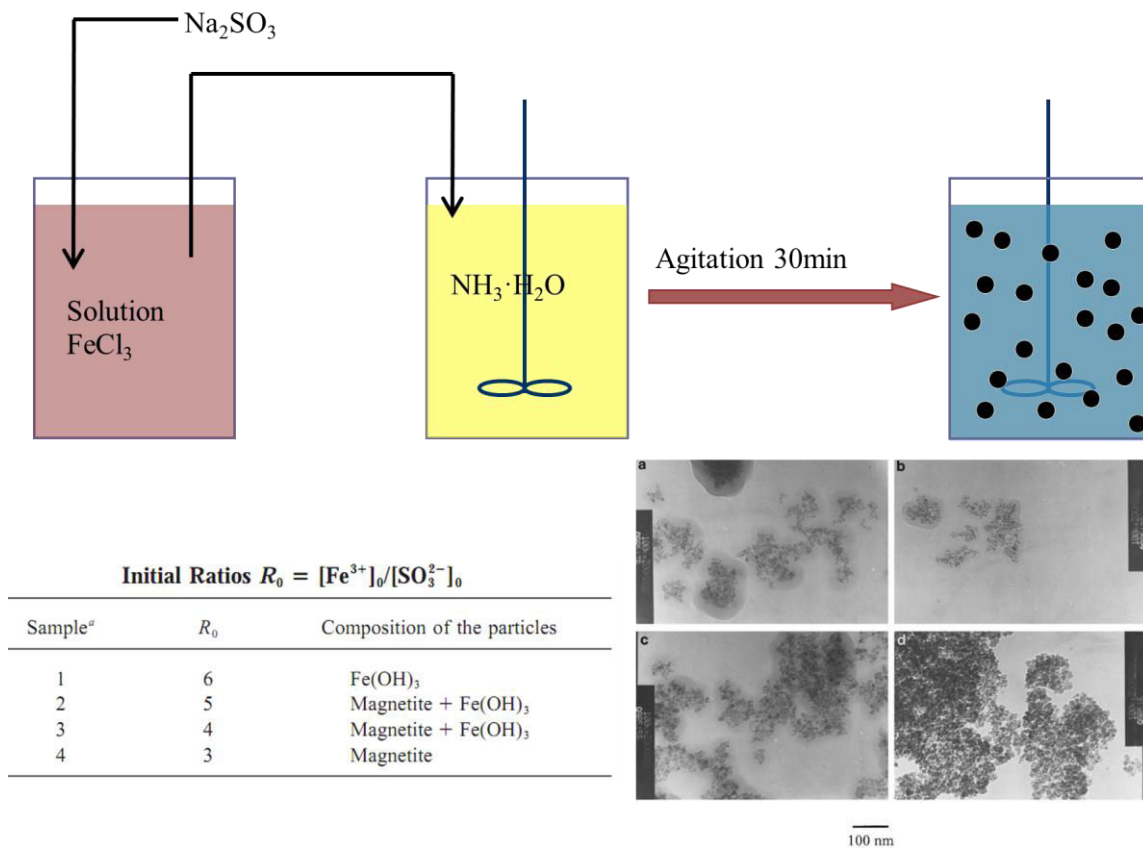 Na₂SO₃
Solution
FeCl₃
NH₃·H₂O
Agitation 30min
Initial Ratios R₀ = [Fe³⁺]₀/[SO₃²⁻]₀
Sampleᵃ R₀ Composition of the particles
1 6 Fe(OH)₃
2 5 Magnetite + Fe(OH)₃
3 4 Magnetite + Fe(OH)₃
4 3 Magnetite
a
b
c
d
100 nm